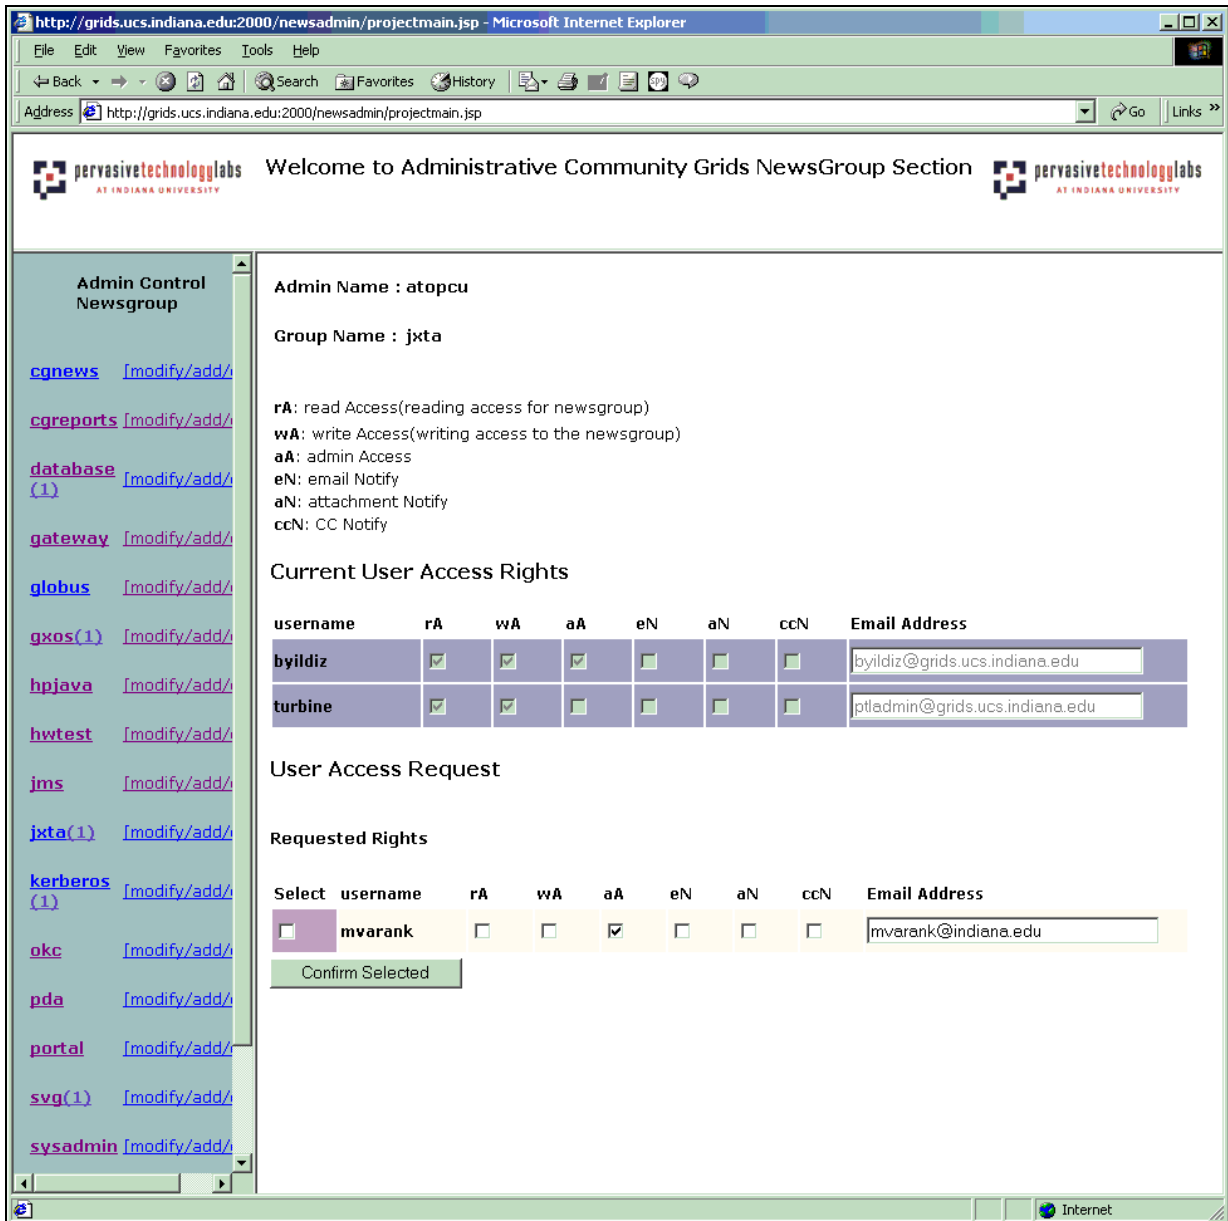 http://grids.ucs.indiana.edu:2000/newsadmin/projectmain.jsp - Microsoft Internet Explorer
File Edit View Favorites Tools Help
Back Search Favorites History
Address http://grids.ucs.indiana.edu:2000/newsadmin/projectmain.jsp Go Links »
pervasivetechnologylabs
AT INDIANA UNIVERSITY
Welcome to Administrative Community Grids NewsGroup Section
pervasivetechnologylabs
AT INDIANA UNIVERSITY
Admin Control
Newsgroup
cgnews [modify/add/
cgreports [modify/add/
database
(1) [modify/add/
gateway [modify/add/
globus [modify/add/
gxos(1) [modify/add/
hpjava [modify/add/
hwtest [modify/add/
jms [modify/add/
jxta(1) [modify/add/
kerberos
(1) [modify/add/
okc [modify/add/
pda [modify/add/
portal [modify/add/
svg(1) [modify/add/
sysadmin [modify/add/
Admin Name : atopcu
Group Name : jxta
rA: read Access(reading access for newsgroup)
wA: write Access(writing access to the newsgroup)
aA: admin Access
eN: email Notify
aN: attachment Notify
ccN: CC Notify
Current User Access Rights
username rA wA aA eN aN ccN Email Address
byildiz byildiz@grids.ucs.indiana.edu
turbine ptladmin@grids.ucs.indiana.edu
User Access Request
Requested Rights
Select username rA wA aA eN aN ccN Email Address
mvarank mvarank@indiana.edu
Confirm Selected
Internet